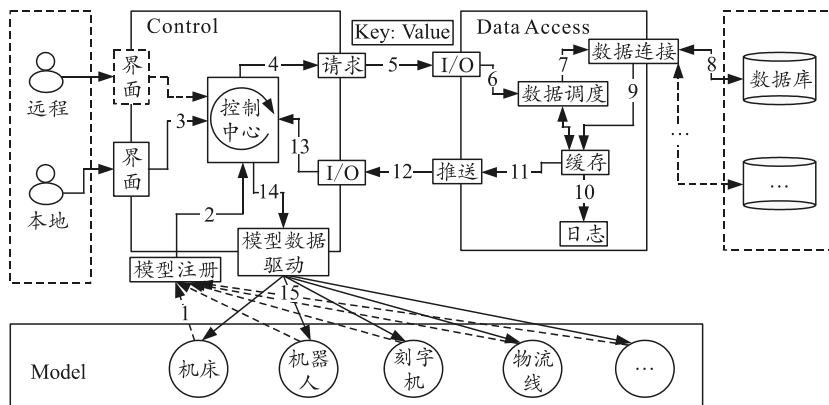 Control
Key: Value
Data Access
远程
本地
界面
界面
3
控制
中心
4
请求
5
I/O
6
7
数据连接
8
数据库
数据调度
9
…
…
缓存
10
日志
11
推送
12
I/O
13
14
2
模型注册
模型数据
驱动
15
1
Model
机床
机器
人
刻字
机
物流
线
…